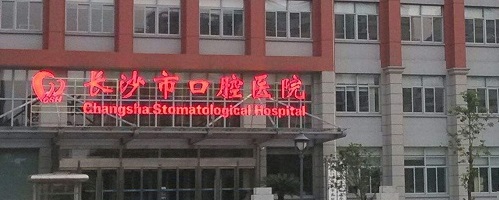 长沙市口腔医院
Changsha Stomatological Hospital